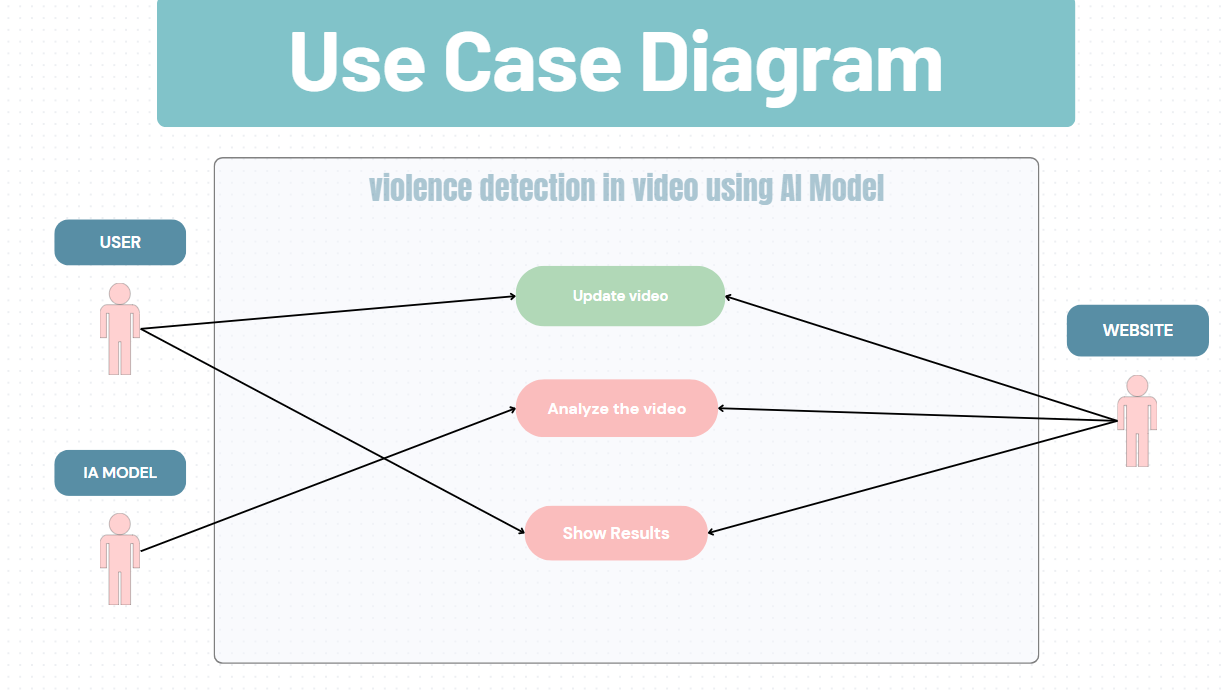 Use Case Diagram
violence detection in video using AI Model
USER
Update video
WEBSITE
Analyze the video
IA MODEL
Show Results